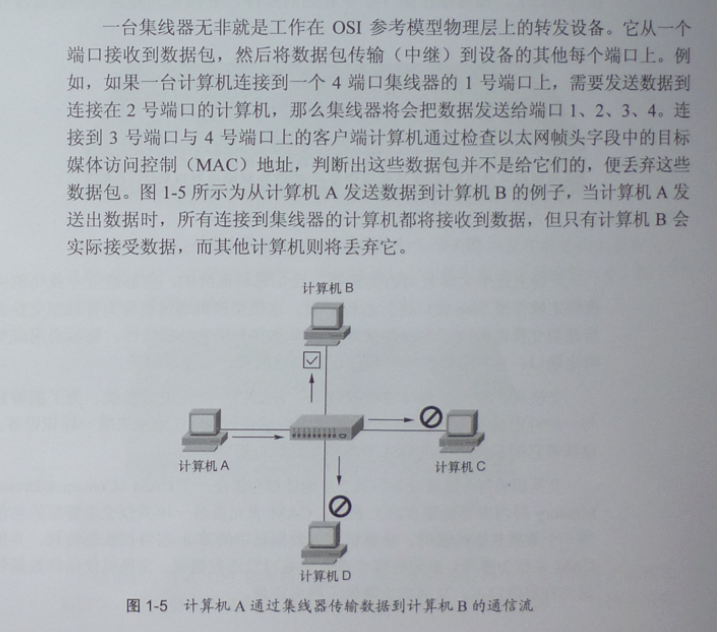 一台集线器无非就是工作在 OSI 参考模型物理层上的转发设备。它从一个
端口接收到数据包，然后将数据包传输（中继）到设备的其他每个端口上。例
如，如果一台计算机连接到一个 4 端口集线器的 1 号端口上，需要发送数据到
连接在 2 号端口的计算机，那么集线器将会把数据发送给端口 1、2、3、4。连
接到 3 号端口与 4 号端口上的客户端计算机通过检查以太网帧头字段中的目标
媒体访问控制（MAC）地址，判断出这些数据包并不是给它们的，便丢弃这些
数据包。图 1-5 所示为从计算机 A 发送数据到计算机 B 的例子，当计算机 A 发
送出数据时，所有连接到集线器的计算机都将接收到数据，但只有计算机 B 会
实际接受数据，而其他计算机则将丢弃它。
计算机 B
计算机 A
计算机 C
计算机 D
图 1-5 计算机 A 通过集线器传输数据到计算机 B 的通信流